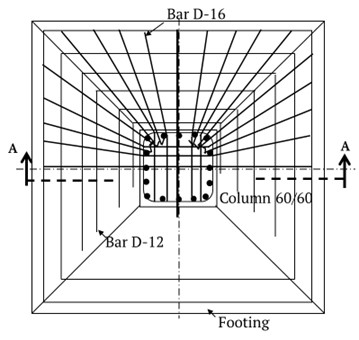 Bar D-16
A
A
Column 60/60
Bar D-12
Footing